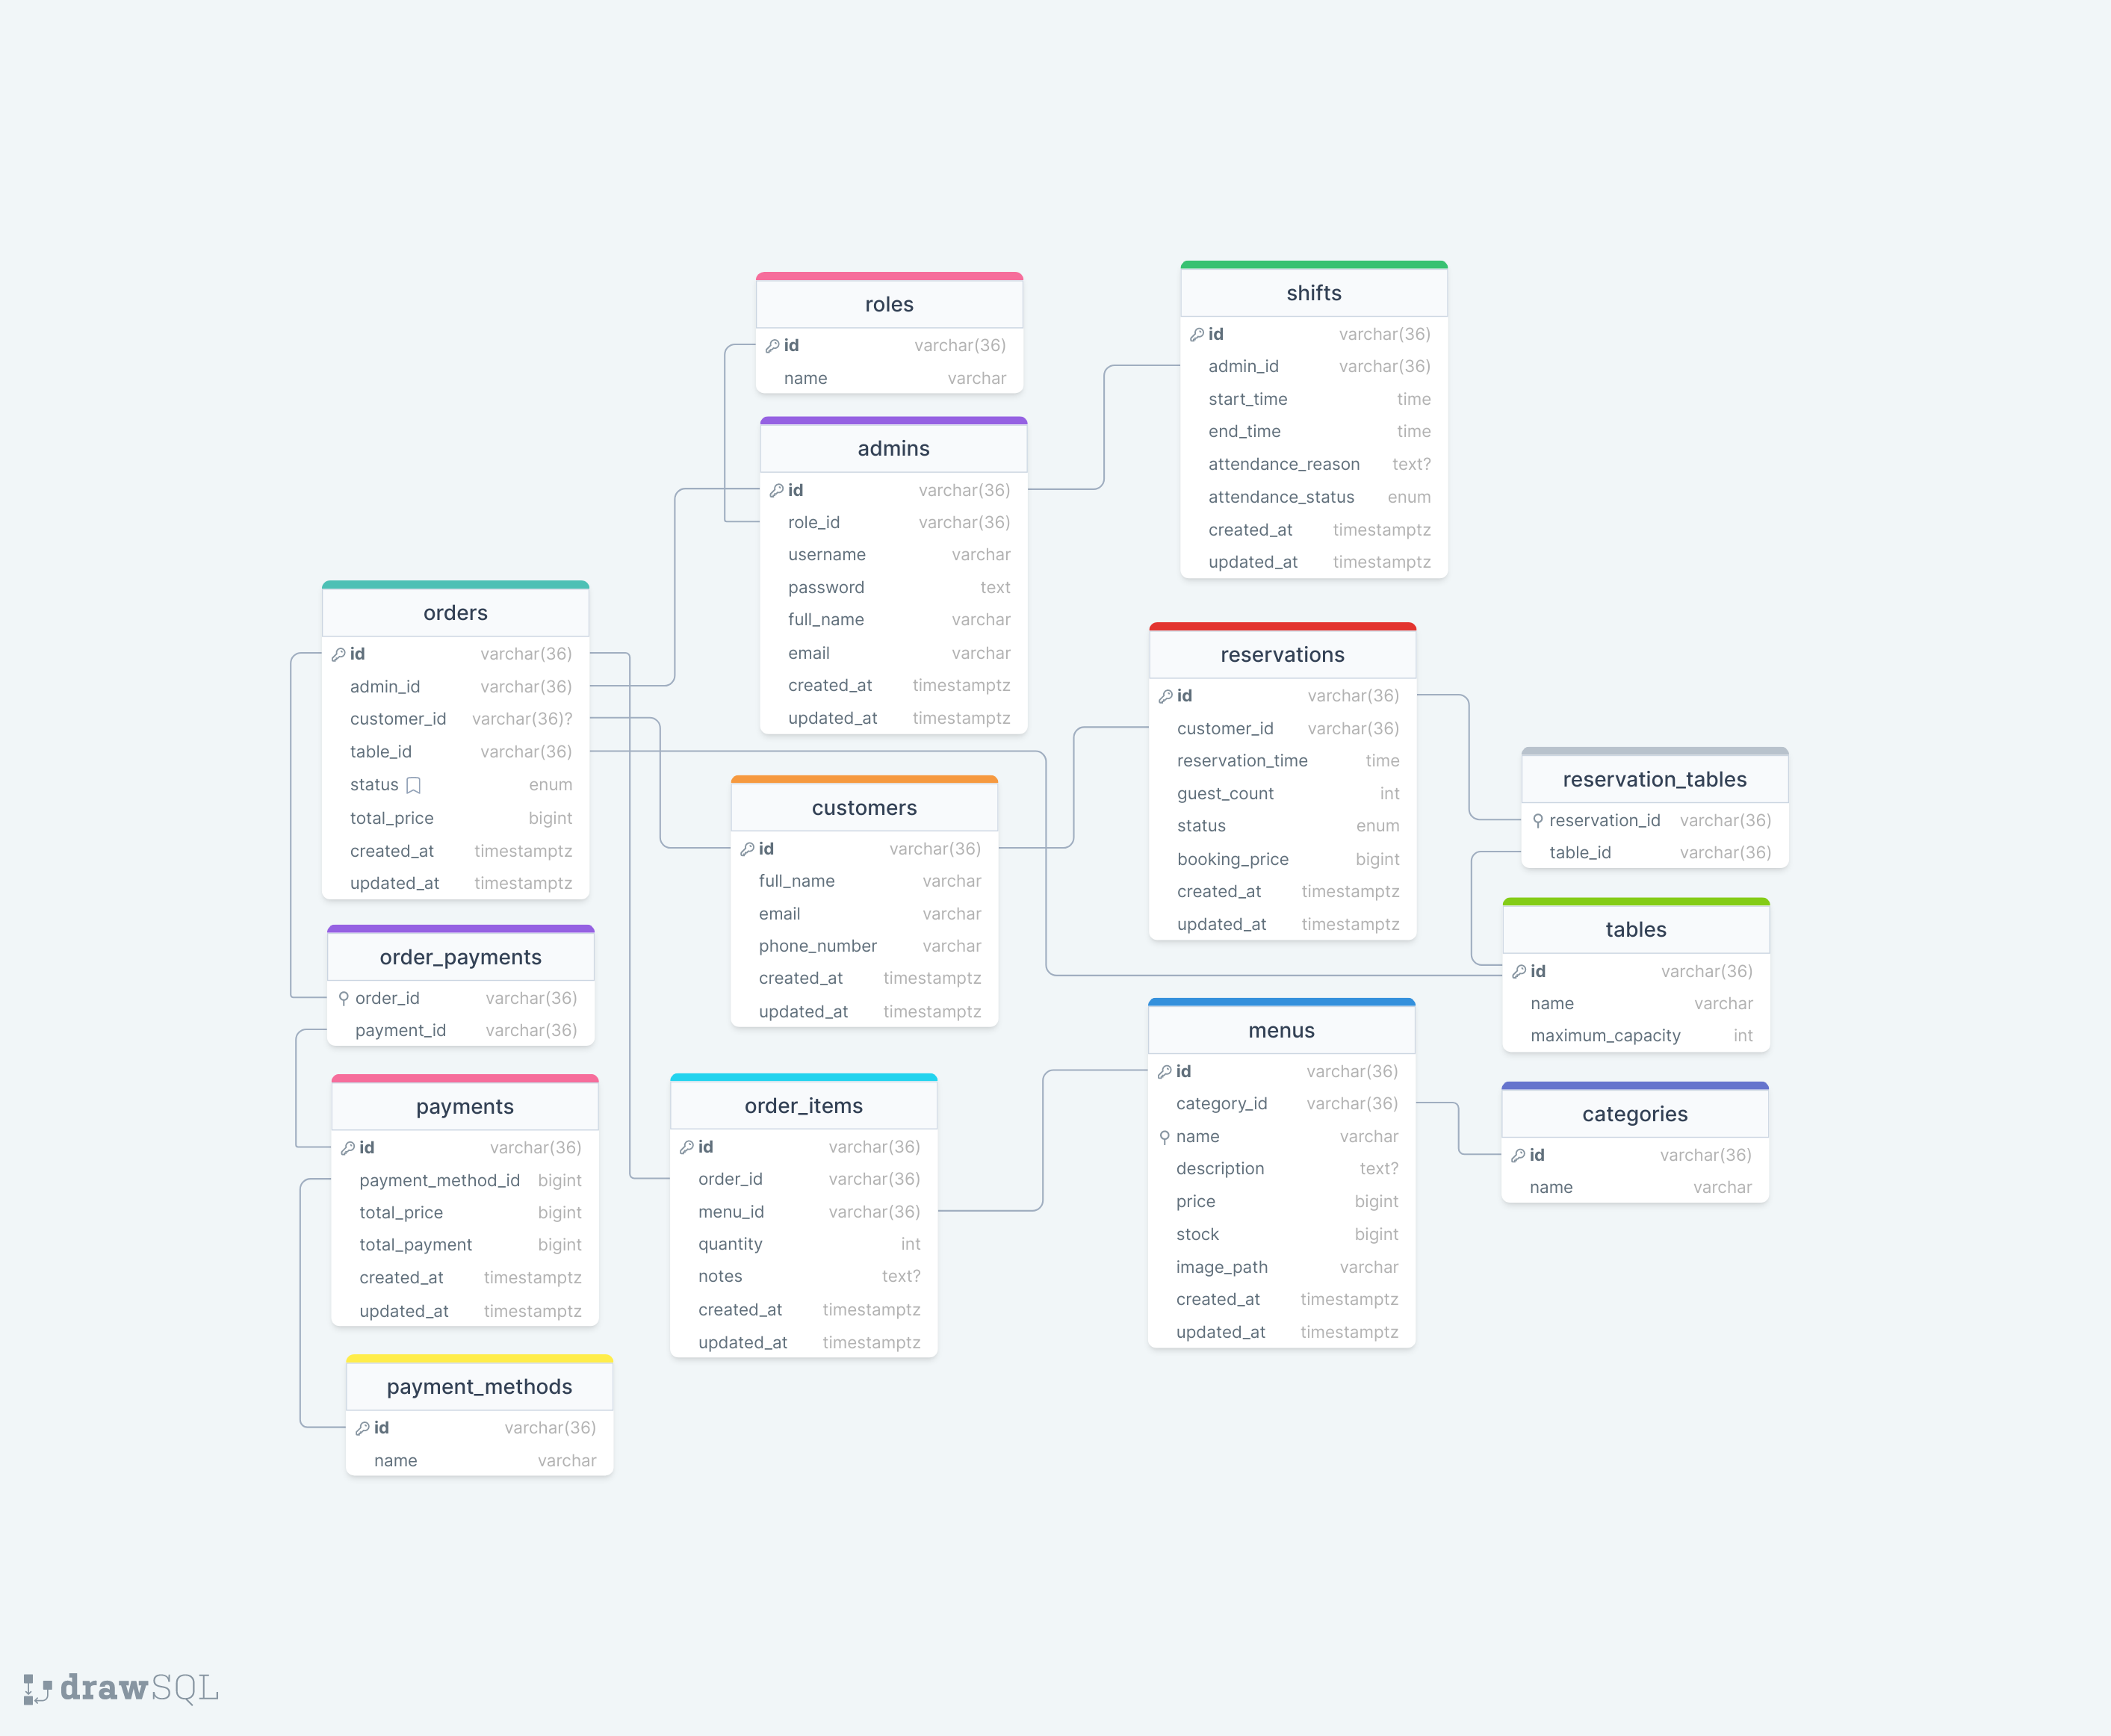 roles
id varchar(36)
name varchar
shifts
id varchar(36)
admin_id varchar(36)
start_time time
end_time time
attendance_reason text?
attendance_status enum
created_at timestamptz
updated_at timestamptz
admins
id varchar(36)
role_id varchar(36)
username varchar
password text
full_name varchar
email varchar
created_at timestamptz
updated_at timestamptz
orders
id varchar(36)
admin_id varchar(36)
customer_id varchar(36)?
table_id varchar(36)
status enum
total_price bigint
created_at timestamptz
updated_at timestamptz
reservations
id varchar(36)
customer_id varchar(36)
reservation_time time
guest_count int
status enum
booking_price bigint
created_at timestamptz
updated_at timestamptz
reservation_tables
reservation_id varchar(36)
table_id varchar(36)
customers
id varchar(36)
full_name varchar
email varchar
phone_number varchar
created_at timestamptz
updated_at timestamptz
tables
id varchar(36)
name varchar
maximum_capacity int
order_payments
order_id varchar(36)
payment_id varchar(36)
menus
id varchar(36)
category_id varchar(36)
name varchar
description text?
price bigint
stock bigint
image_path varchar
created_at timestamptz
updated_at timestamptz
categories
id varchar(36)
name varchar
payments
id varchar(36)
payment_method_id bigint
total_price bigint
total_payment bigint
created_at timestamptz
updated_at timestamptz
order_items
id varchar(36)
order_id varchar(36)
menu_id varchar(36)
quantity int
notes text?
created_at timestamptz
updated_at timestamptz
payment_methods
id varchar(36)
name varchar
drawSQL